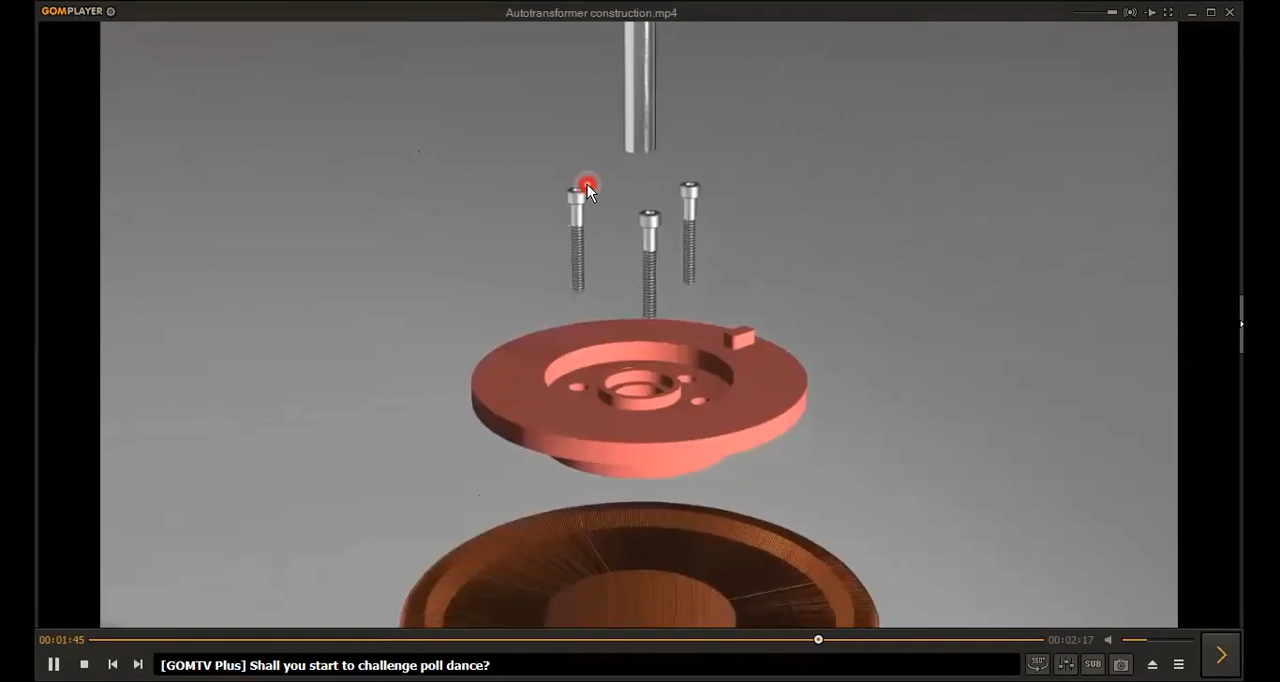 GOMPLAYER
Autotransformer construction.mp4
00:01:45
00:02:17
[GOMTV Plus] Shall you start to challenge poll dance?
360°
SUB